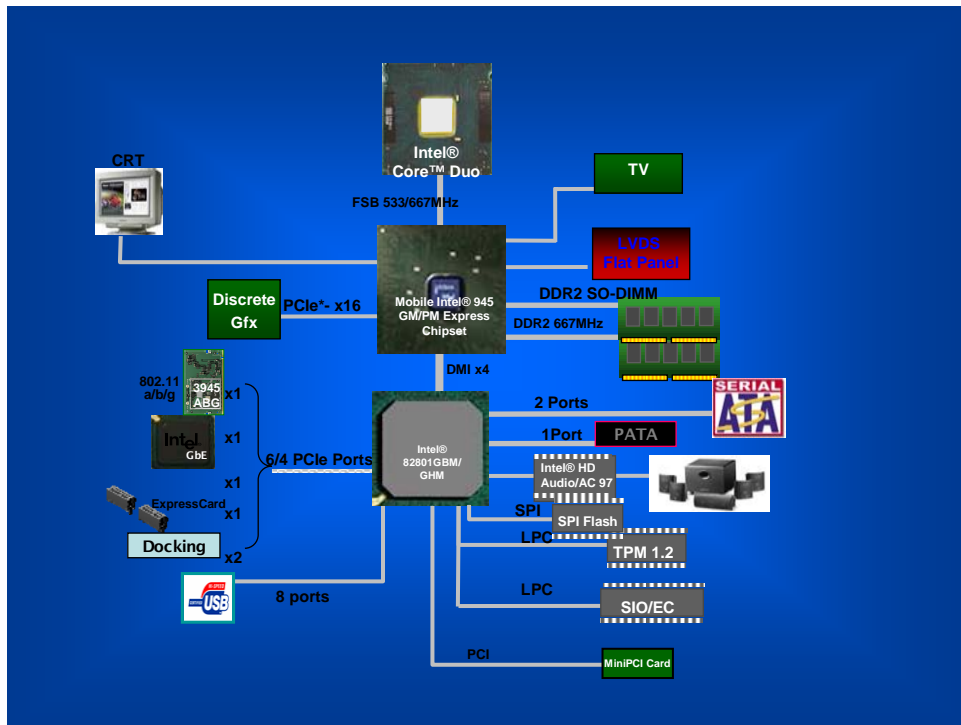 Intel®
Core™ Duo
CRT
TV
FSB 533/667MHz
LVDS
Flat Panel
Discrete
Gfx
PCIe*- x16
Mobile Intel® 945
GM/PM Express
Chipset
DDR2 SO-DIMM
DDR2 667MHz
DMI x4
802.11
a/b/g
3945
ABG
x1
SERIAL
ATA
2 Ports
Intel
GbE
x1
1Port
PATA
Intel®
82801GBM/
GHM
6/4 PCIe Ports
Intel® HD
Audio/AC 97
x1
ExpressCard
x1
SPI
SPI Flash
Docking
x2
LPC
TPM 1.2
HI-SPEED
CERTIFIED
USB
8 ports
LPC
SIO/EC
PCI
MiniPCI Card